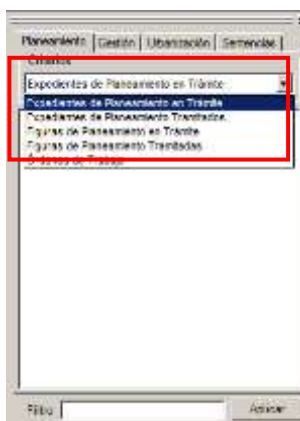 Planeamiento Gestión Urbanización Sentencias
Criterios
Expedientes de Planeamiento en Trámite
Expedientes de Planeamiento en Trámite
Expedientes de Planeamiento Tramitados
Figuras de Planeamiento en Trámite
Figuras de Planeamiento Tramitadas
Órdenes de Trabajo
Filtro Aplicar